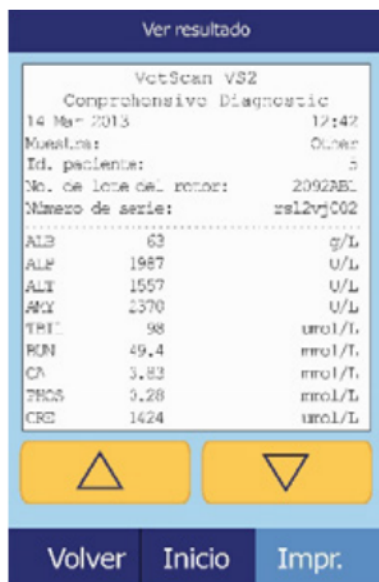 Ver resultado
VetScan VS2
Comprehensive Diagnostic
14 Mar 2013 12:42
Muestra: Other
Id. paciente: 3
No. de lote del rotor: 2092AB1
Número de serie: rsl2vj002
ALB 63 g/L
ALP 1987 U/L
ALT 1557 U/L
AMY 2370 U/L
TBIL 98 umol/L
BUN 49.4 mmol/L
CA 3.83 mmol/L
PHOS 0.28 mmol/L
CRE 1424 umol/L
Volver Inicio Impr.